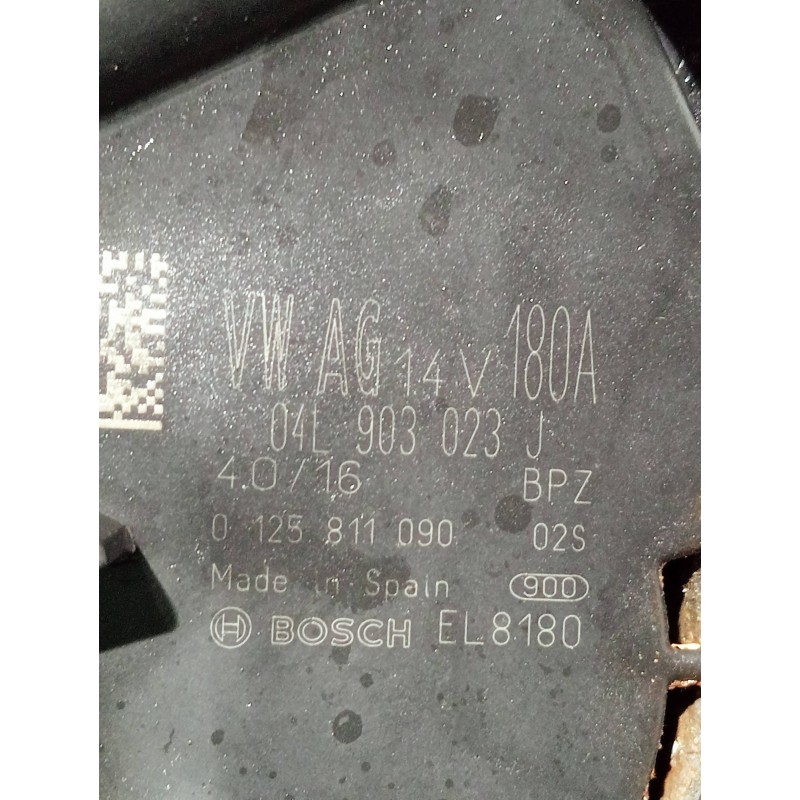 VW AG 14 V 180A
04L 903 023 J
40/16 BPZ
0 125 811 090 02S
Made in Spain 900
BOSCH EL8180